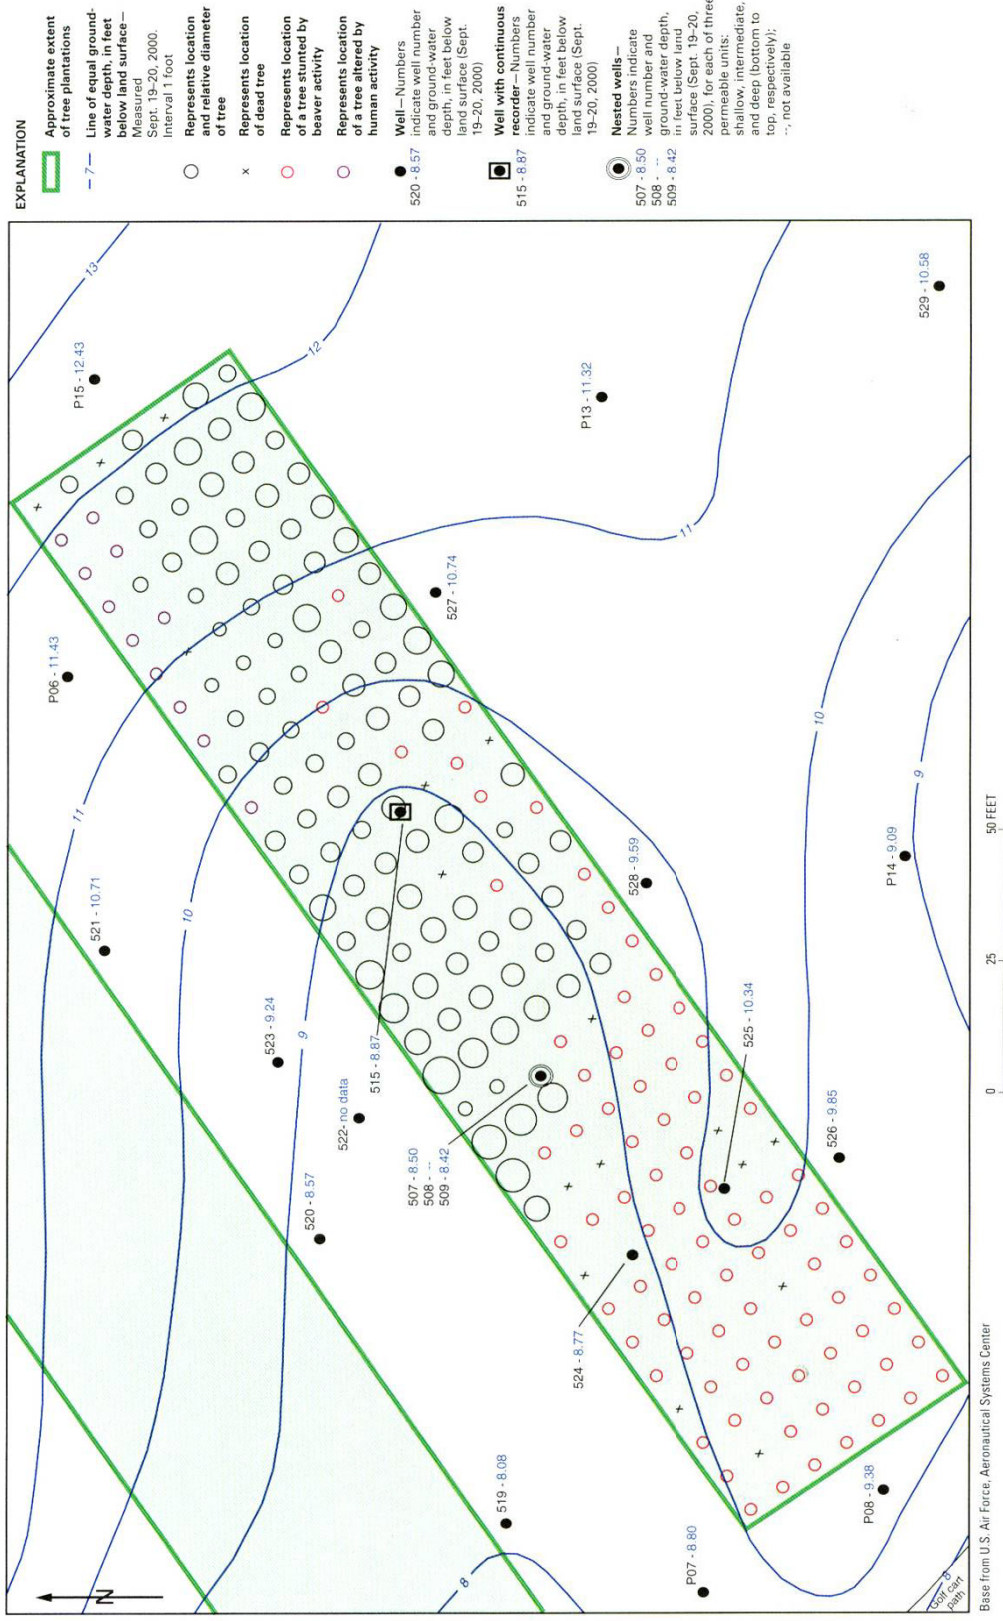 EXPLANATION
Approximate extent
of tree plantations
– 7 – Line of equal ground-
water depth, in feet
below land surface—
Measured
Sept. 19-20, 2000.
Interval 1 foot
Represents location
and relative diameter
of tree
x Represents location
of dead tree
Represents location
of a tree stunted by
beaver activity
Represents location
of a tree altered by
human activity
520 - 8.57
Well—Numbers
indicate well number
and ground-water
depth, in feet below
land surface (Sept.
19-20, 2000)
515 - 8.87
Well with continuous
recorder—Numbers
indicate well number
and ground-water
depth, in feet below
land surface (Sept.
19-20, 2000)
507 - 8.50
508 - --
509 - 8.42
Nested wells—
Numbers indicate
well number and
ground-water depth,
in feet below land
surface (Sept. 19-20,
2000), for each of three
permeable units:
shallow, intermediate,
and deep (bottom to
top, respectively);
--, not available
N
P06 - 11.43
P15 - 12.43
13
12
11
521 - 10.71
10
523 - 9.24
9
522- no data
520 - 8.57
515 - 8.87
507 - 8.50
508 - --
509 - 8.42
527 - 10.74
P13 - 11.32
11
519 - 8.08
8
524 - 8.77
528 - 9.59
525 - 10.34
10
P07 - 8.80
526 - 9.85
P08 - 9.38
P14 - 9.09
9
529 - 10.58
8
Golf cart
path
0
25
50 FEET
Base from U.S. Air Force, Aeronautical Systems Center